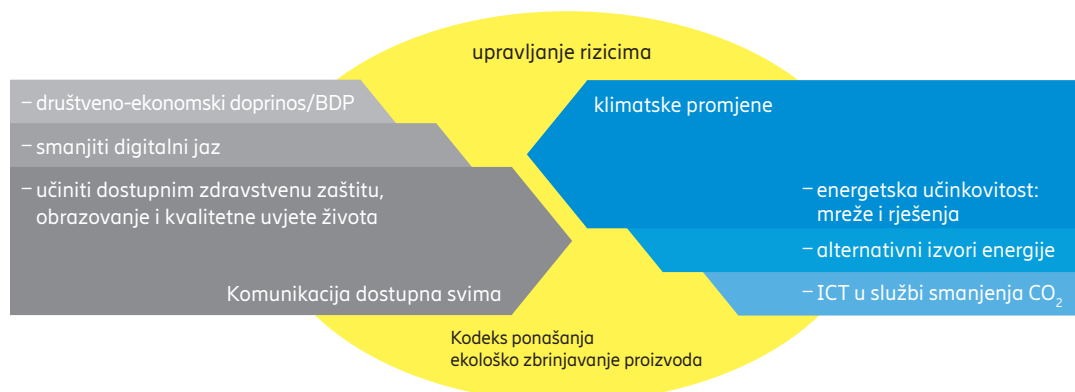 upravljanje rizicima
– društveno-ekonomski doprinos/BDP
– smanjiti digitalni jaz
– učiniti dostupnim zdravstvenu zaštitu,
obrazovanje i kvalitetne uvjete života
Komunikacija dostupna svima
klimatske promjene
– energetska učinkovitost:
mreže i rješenja
– alternativni izvori energije
– ICT u službi smanjenja CO₂
Kodeks ponašanja
ekološko zbrinjavanje proizvoda